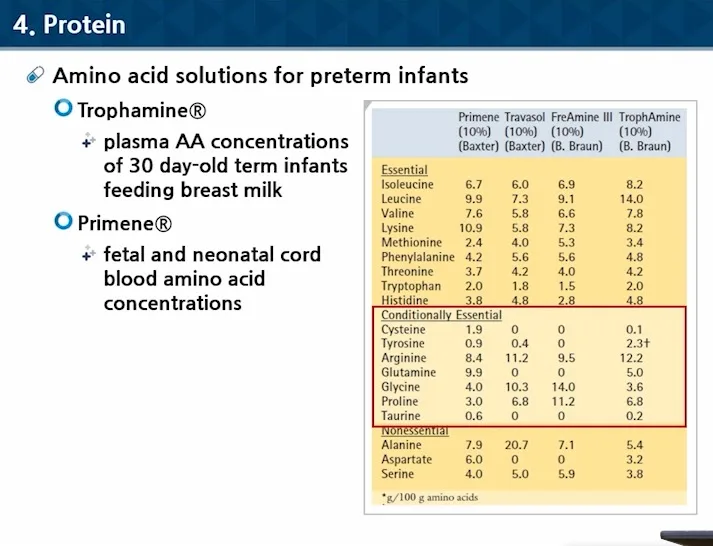 4. Protein
Amino acid solutions for preterm infants
Trophamine®
plasma AA concentrations
of 30 day-old term infants
feeding breast milk
Primene®
fetal and neonatal cord
blood amino acid
concentrations
Primene Travasol FreAmine III TrophAmine
(10%) (10%) (10%) (10%)
(Baxter) (Baxter) (B. Braun) (B. Braun)
Essential
Isoleucine 6.7 6.0 6.9 8.2
Leucine 9.9 7.3 9.1 14.0
Valine 7.6 5.8 6.6 7.8
Lysine 10.9 5.8 7.3 8.2
Methionine 2.4 4.0 5.3 3.4
Phenylalanine 4.2 5.6 5.6 4.8
Threonine 3.7 4.2 4.0 4.2
Tryptophan 2.0 1.8 1.5 2.0
Histidine 3.8 4.8 2.8 4.8
Conditionally Essential
Cysteine 1.9 0 0 0.1
Tyrosine 0.9 0.4 0 2.3†
Arginine 8.4 11.2 9.5 12.2
Glutamine 9.9 0 0 5.0
Glycine 4.0 10.3 14.0 3.6
Proline 3.0 6.8 11.2 6.8
Taurine 0.6 0 0 0.2
Nonessential
Alanine 7.9 20.7 7.1 5.4
Aspartate 6.0 0 0 3.2
Serine 4.0 5.0 5.9 3.8
*g/100 g amino acids